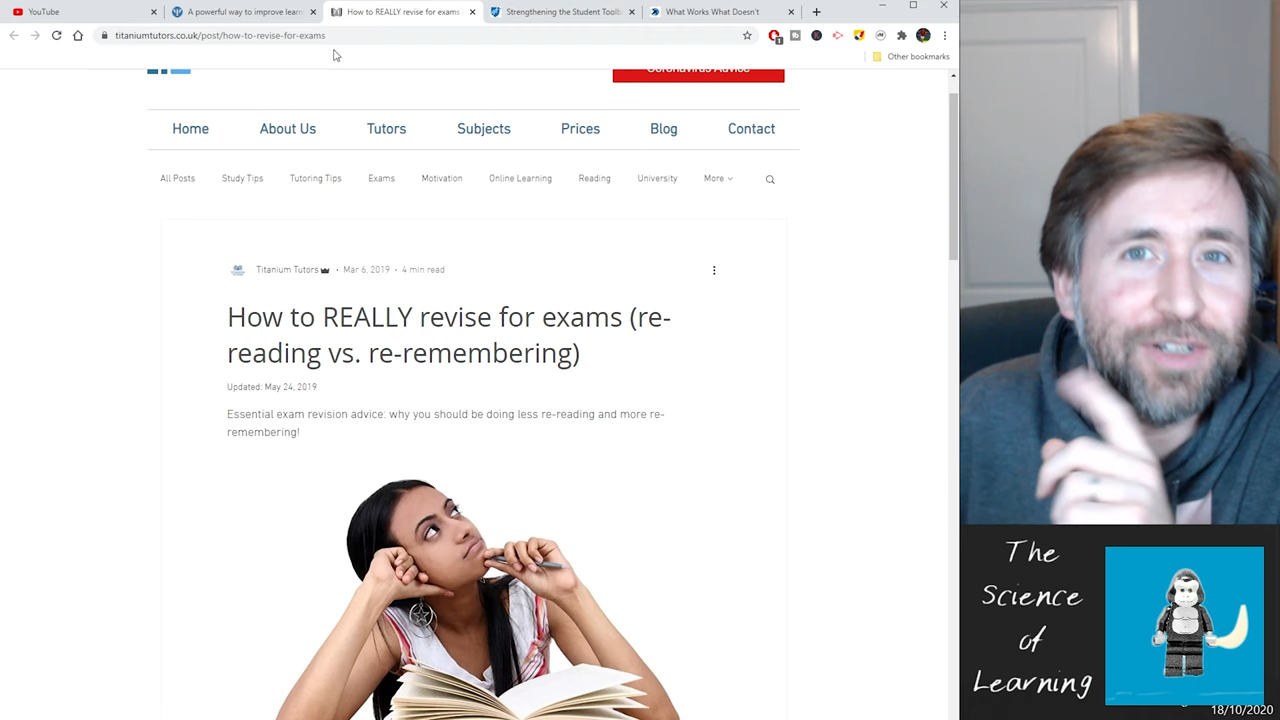 YouTube
A powerful way to improve learn
How to REALLY revise for exams
Strengthening the Student Toolb
What Works What Doesn't
titaniumtutors.co.uk/post/how-to-revise-for-exams
1
Other bookmarks
Coronavirus Advice
Home About Us Tutors Subjects Prices Blog Contact
All Posts Study Tips Tutoring Tips Exams Motivation Online Learning Reading University More
Titanium Tutors · Mar 6, 2019 · 4 min read
How to REALLY revise for exams (re-
reading vs. re-remembering)
Updated: May 24, 2019
Essential exam revision advice: why you should be doing less re-reading and more re-
remembering!
The
Science
of
Learning
18/10/2020